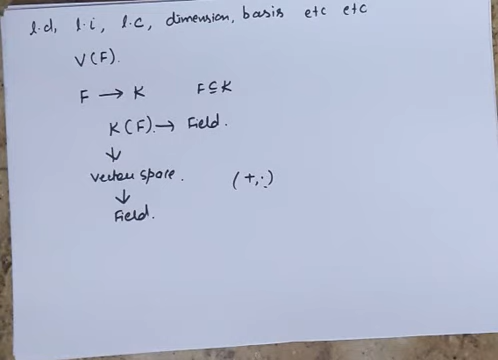 l.d, l.i, l.c, dimension, basis etc etc
V(F).
F → K F⊆K
K(F) → Field.
↓
Vector space. (+,·)
↓
Field.